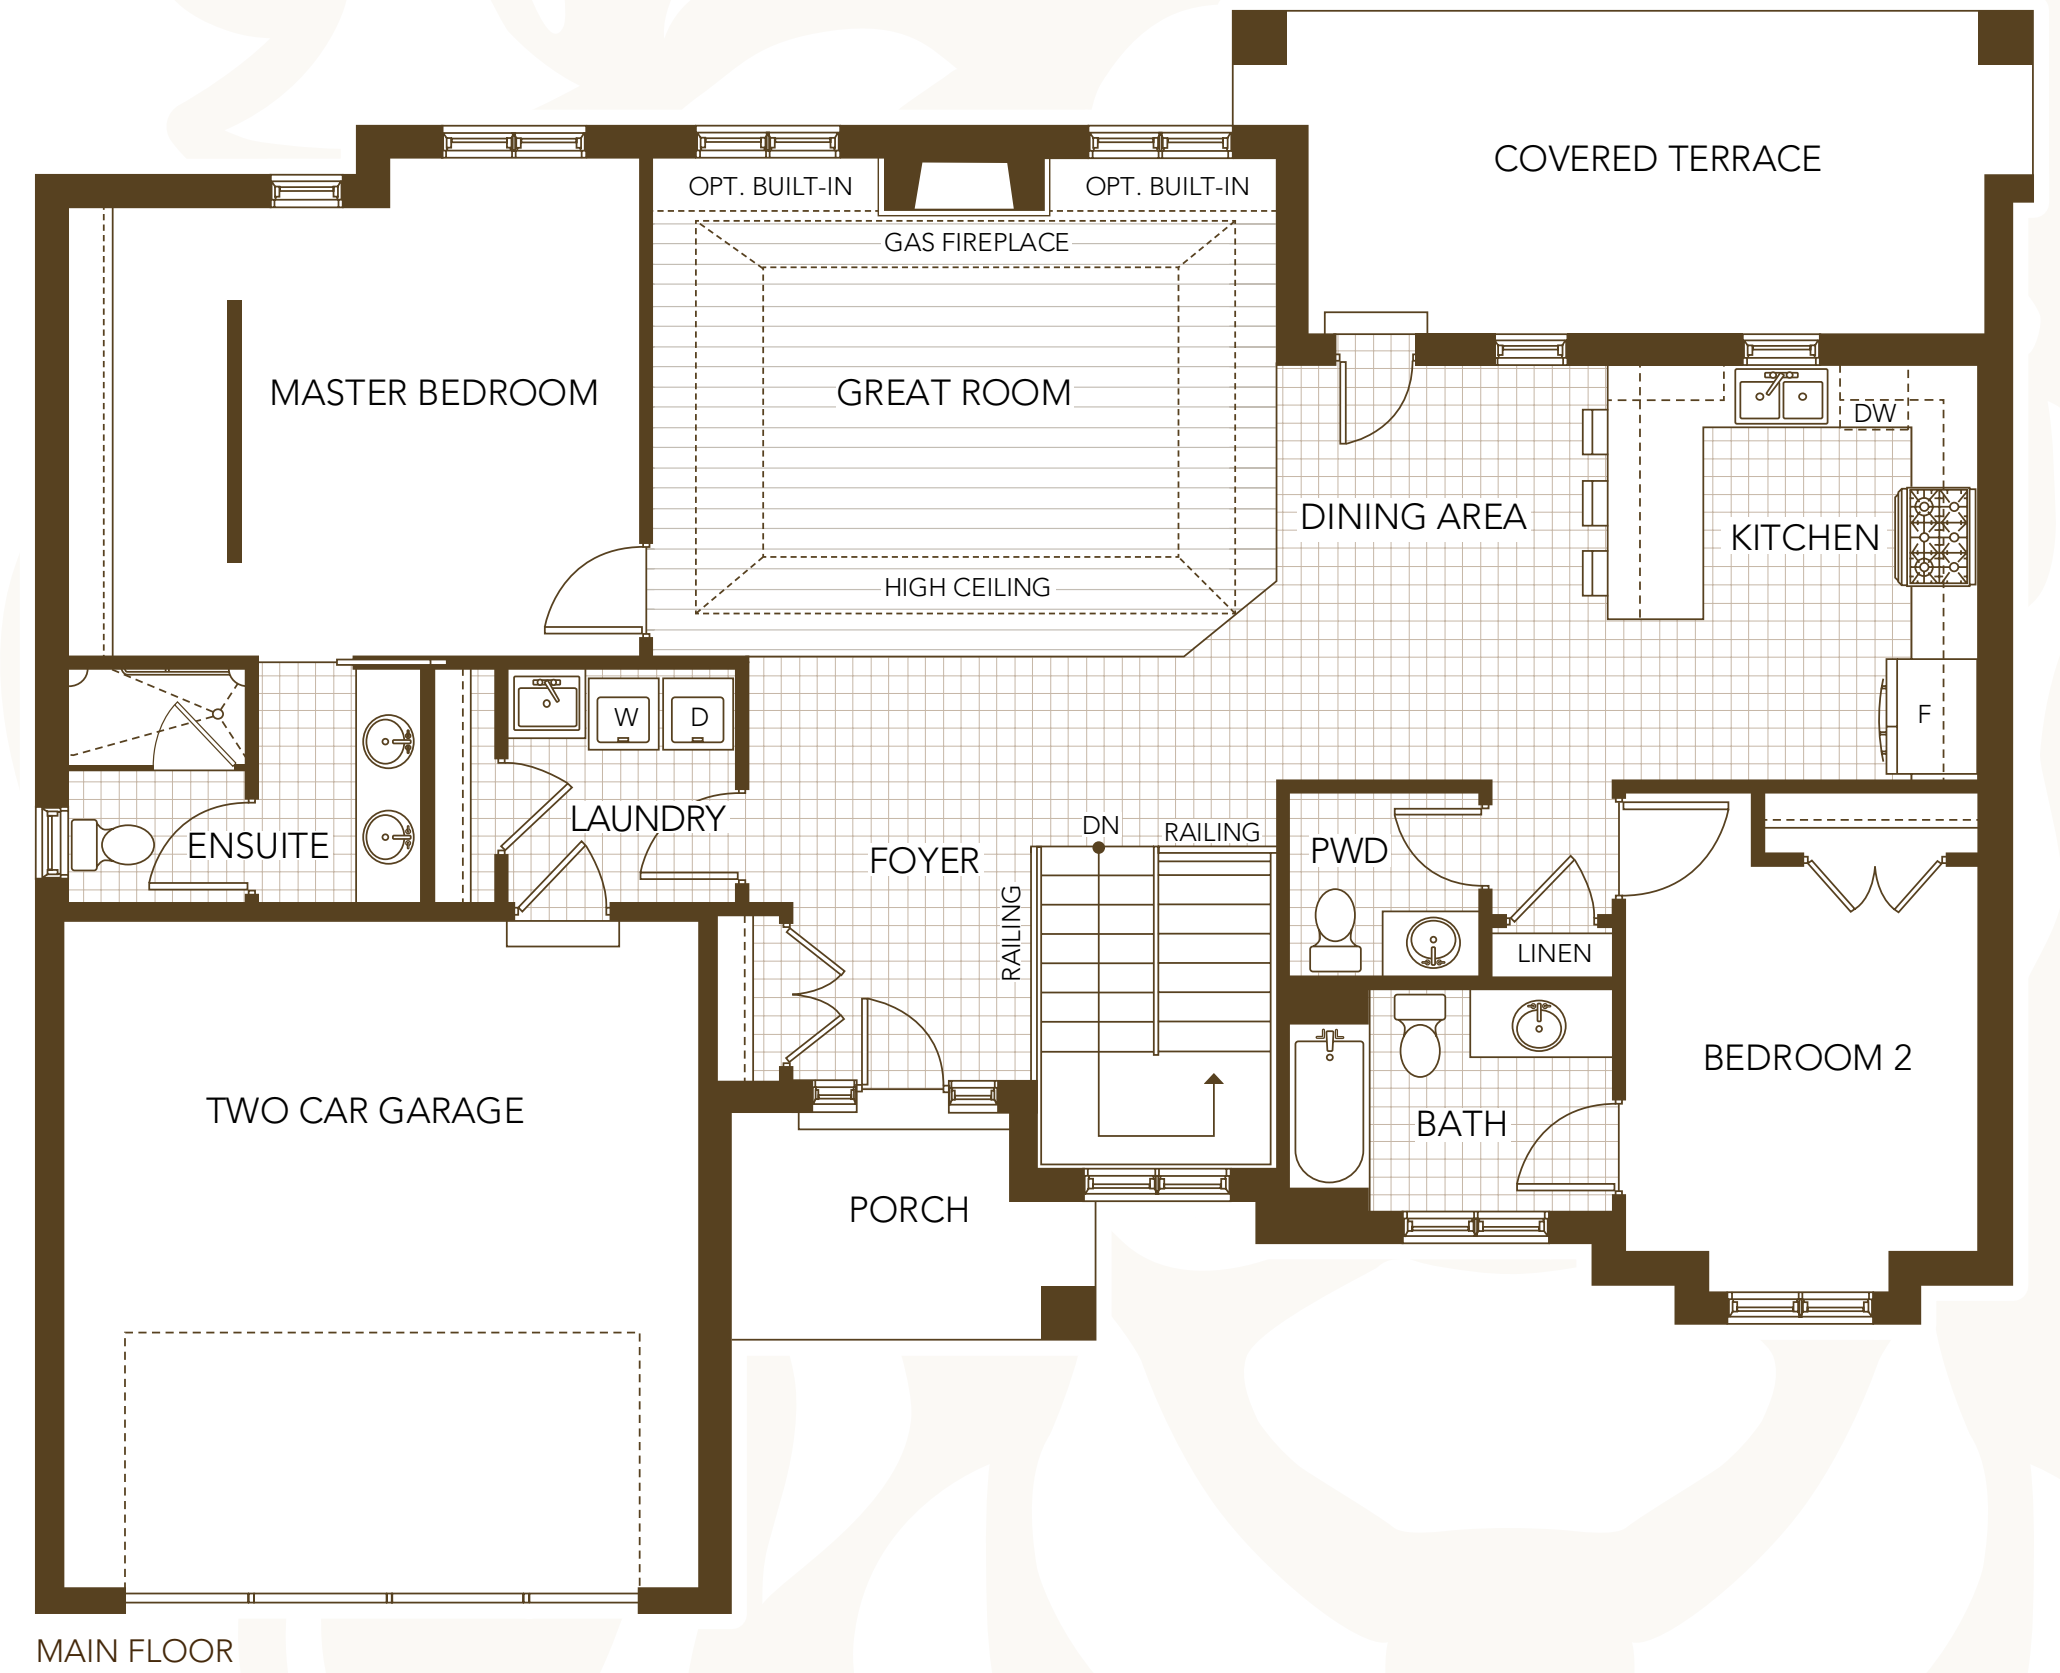 COVERED TERRACE
OPT. BUILT-IN
OPT. BUILT-IN
GAS FIREPLACE
MASTER BEDROOM
GREAT ROOM
DW
DINING AREA
KITCHEN
HIGH CEILING
W
D
F
LAUNDRY
DN
RAILING
ENSUITE
FOYER
PWD
RAILING
LINEN
BEDROOM 2
TWO CAR GARAGE
BATH
PORCH
MAIN FLOOR